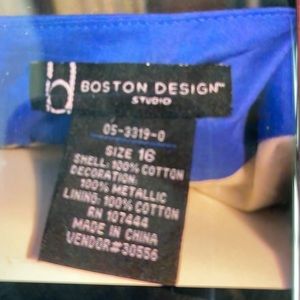 BOSTON DESIGN™
STUDIO
05-3319-0
SIZE 16
SHELL: 100% COTTON
DECORATION:
100% METALLIC
LINING: 100% COTTON
RN 107444
MADE IN CHINA
VENDOR#30556